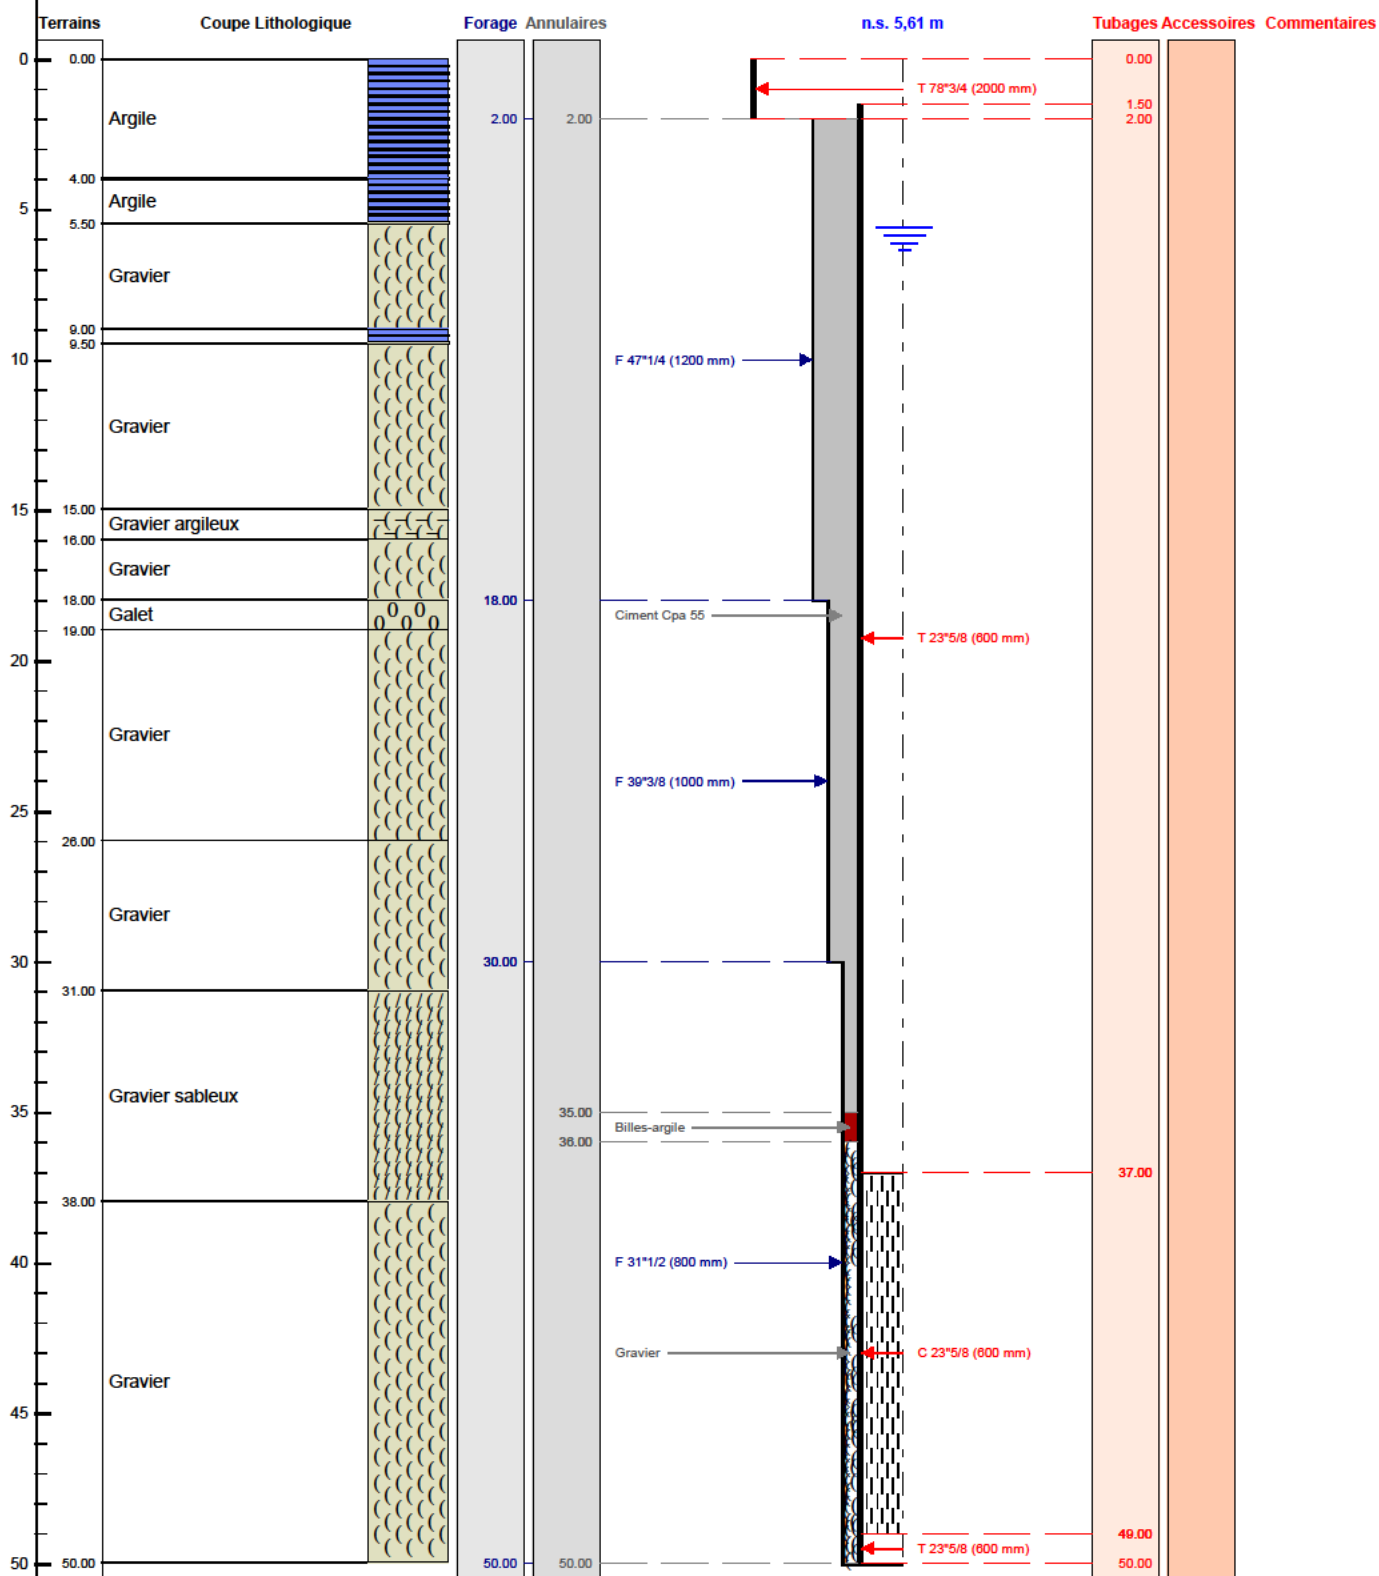 Terrains Coupe Lithologique Forage Annulaires n.s. 5,61 m Tubages Accessoires Commentaires
0 0.00 0.00
T 78"3/4 (2000 mm)
1.50
Argile 2.00 2.00 2.00
4.00
Argile
5
5.50
Gravier
9.00
9.50
10 F 47"1/4 (1200 mm)
Gravier
15 15.00
Gravier argileux
16.00
Gravier
18.00 18.00
Galet Ciment Cpa 55
19.00
T 23"5/8 (600 mm)
20
Gravier
F 39"3/8 (1000 mm)
25
26.00
Gravier
30 30.00
31.00
Gravier sableux
35 35.00
Billes-argile
36.00
37.00
38.00
40 F 31"1/2 (800 mm)
Gravier C 23"5/8 (600 mm)
Gravier
45
49.00
T 23"5/8 (600 mm)
50 50.00 50.00 50.00 50.00